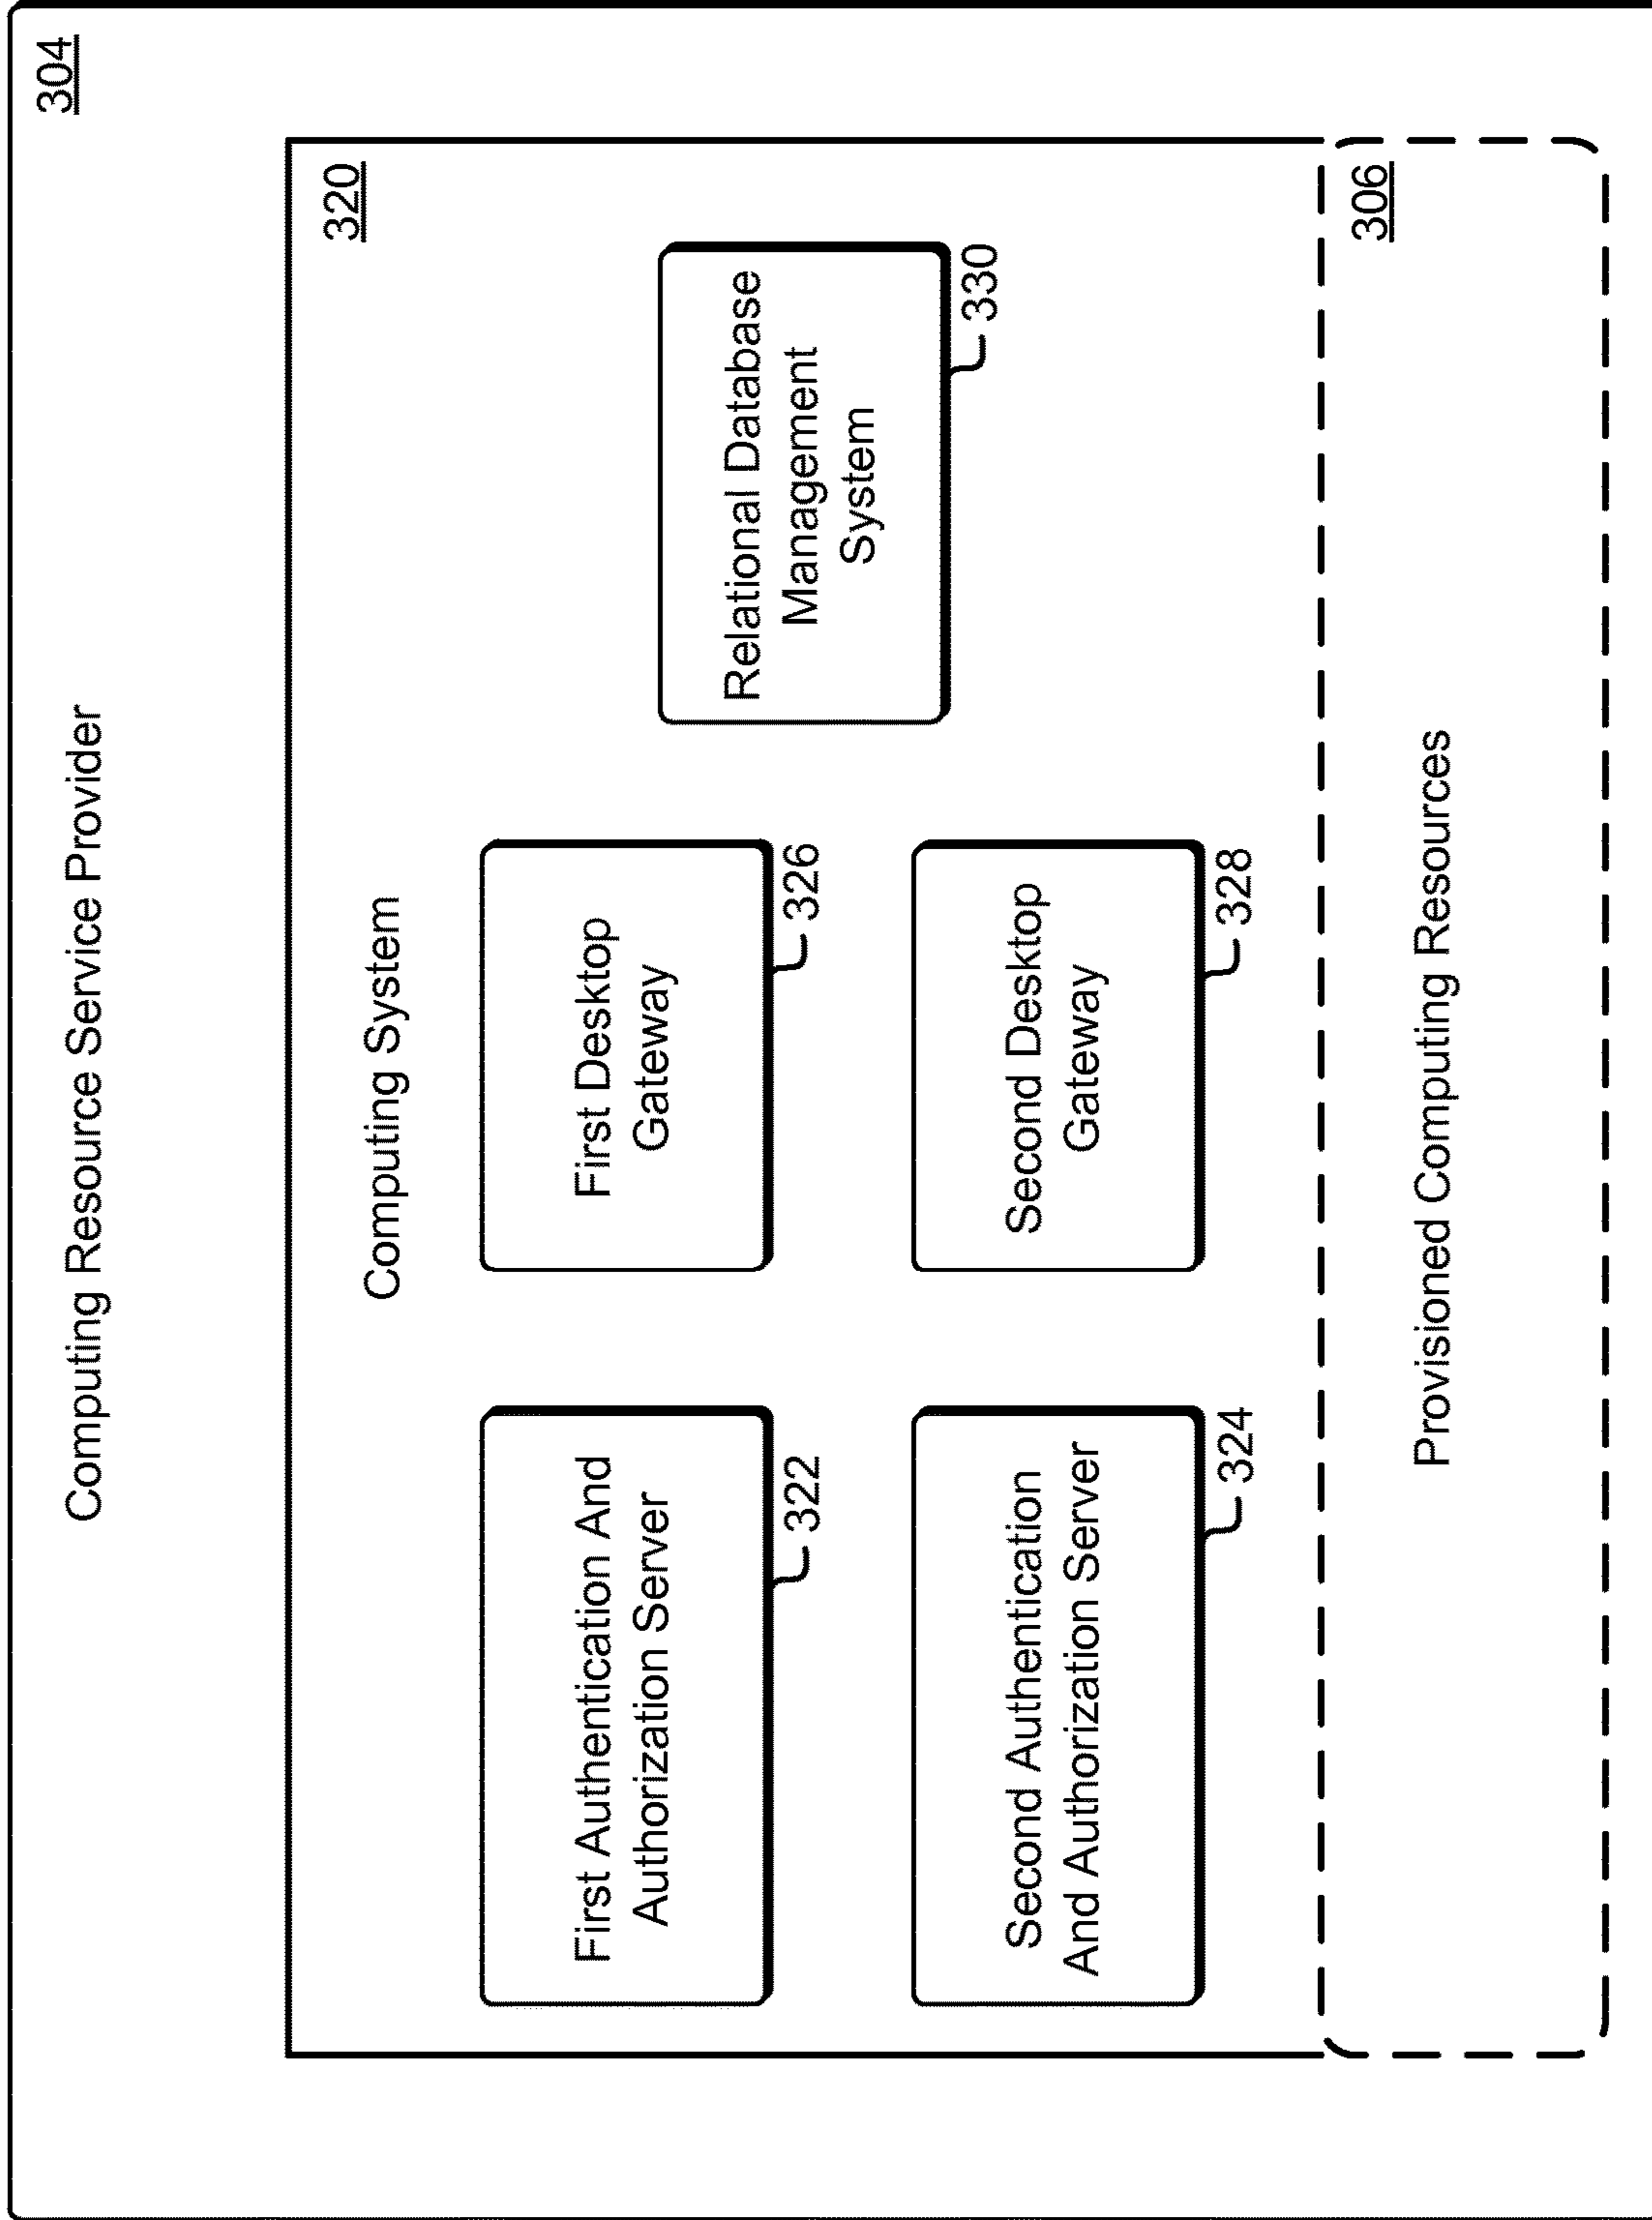 304
Computing Resource Service Provider
320
Computing System
First Authentication And
Authorization Server
322
First Desktop
Gateway
326
Relational Database
Management
System
330
Second Authentication
And Authorization Server
324
Second Desktop
Gateway
328
306
Provisioned Computing Resources